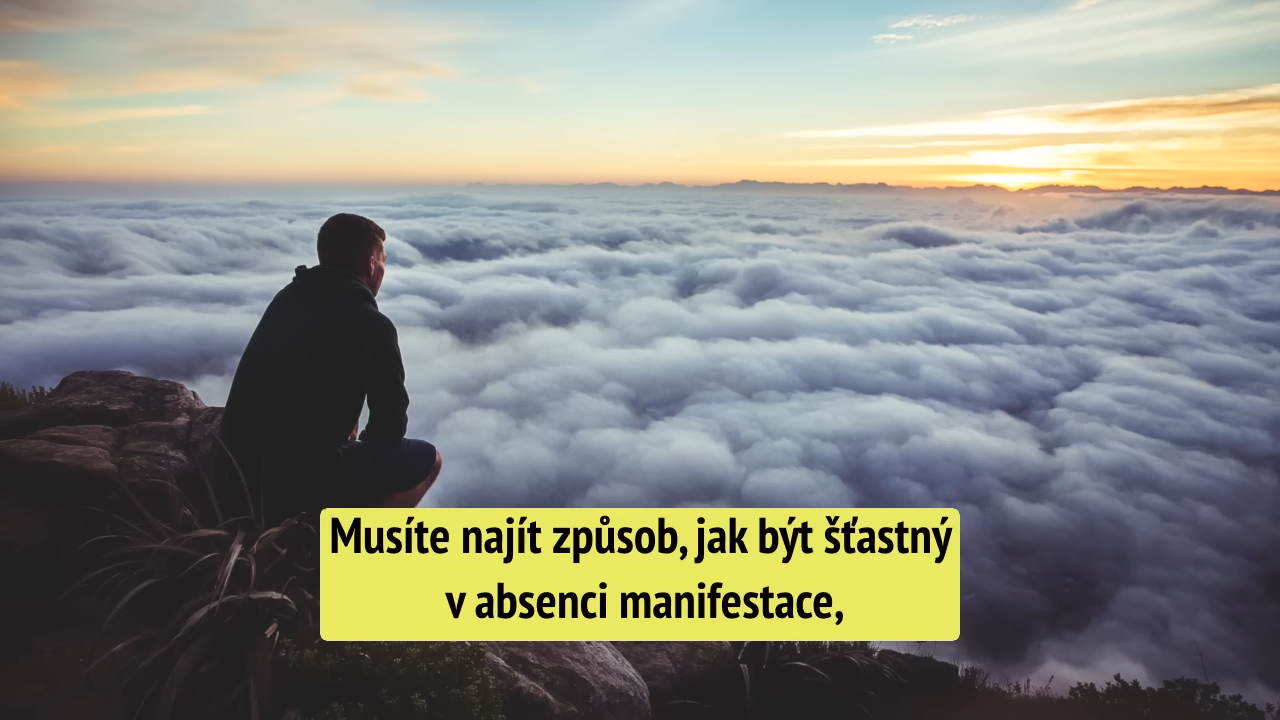 Musíte najít způsob, jak být šťastný
v absenci manifestace,